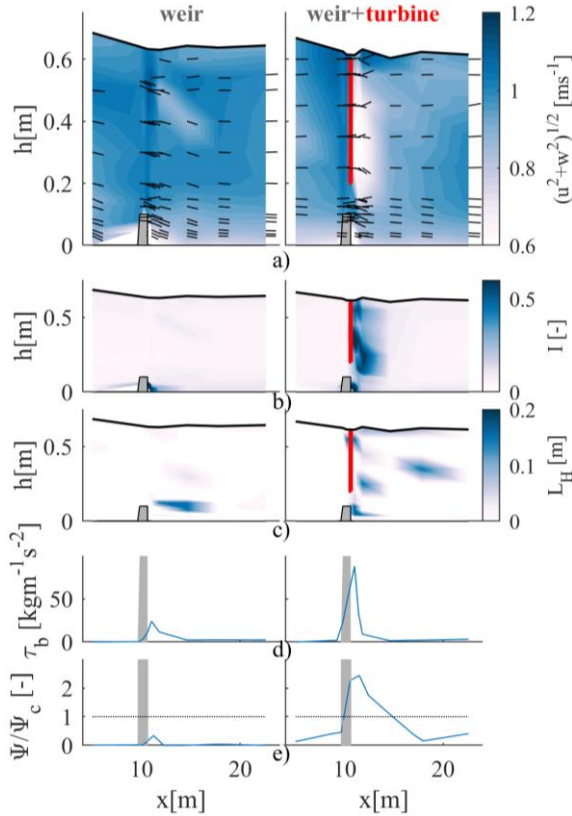 weir
weir+turbine
h[m]
0.6
0.4
0.2
0
1.2
1
0.8
0.6
(u²+w²)^{1/2} [ms⁻¹]
a)
h[m]
0.5
0
0.5
0
I [-]
b)
h[m]
0.5
0
0.2
0.1
0
L_H [m]
c)
τ_b [kgm⁻¹s⁻²]
50
0
d)
Ψ/Ψ_c [-]
2
1
0
e)
10
20
10
20
x[m]
x[m]